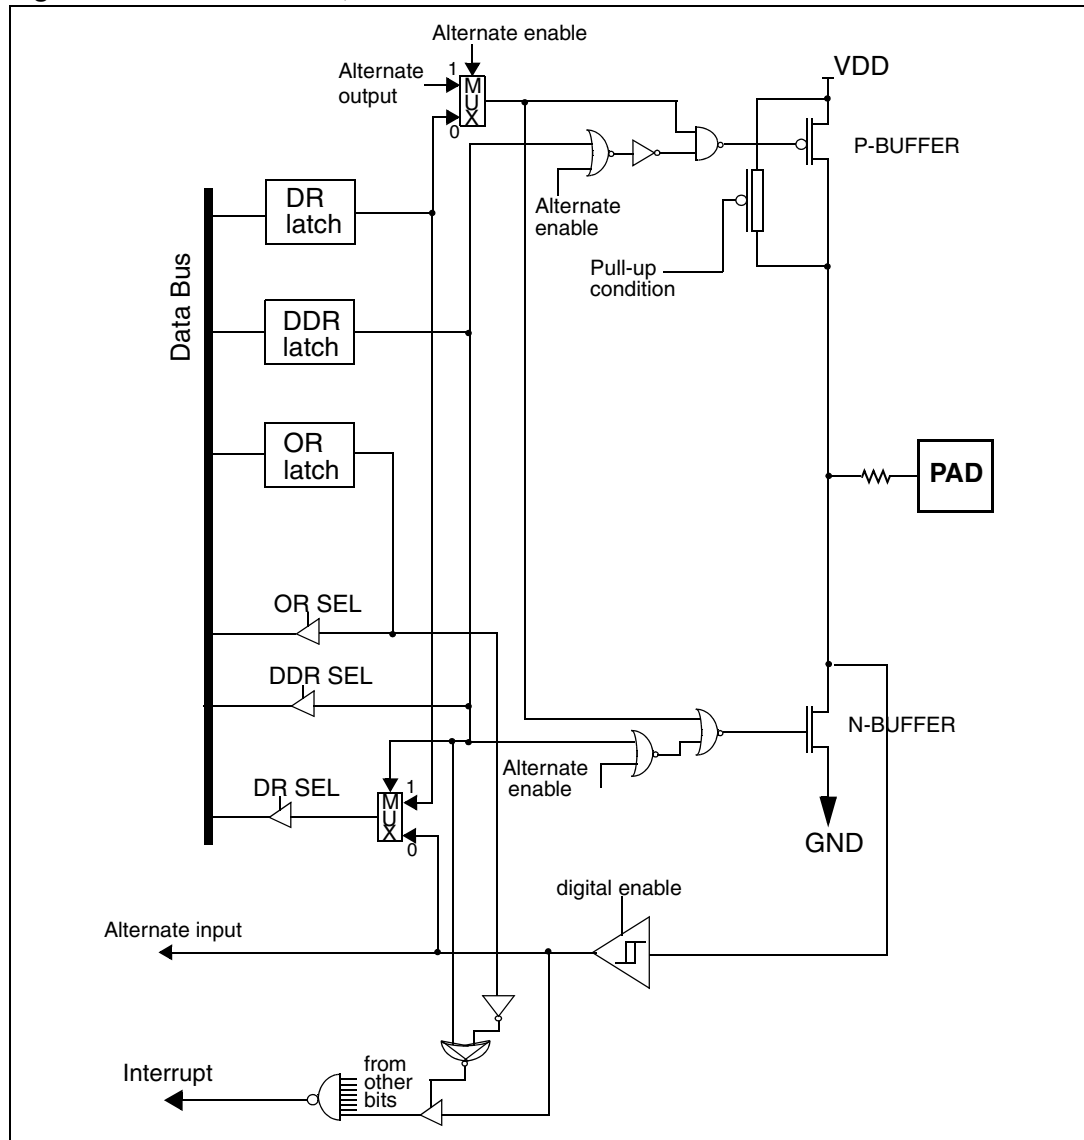 Alternate enable
Alternate
output
1
MUX
0
VDD
P-BUFFER
DR
latch
Alternate
enable
Pull-up
condition
Data Bus
DDR
latch
OR
latch
PAD
OR SEL
DDR SEL
N-BUFFER
Alternate
enable
DR SEL
1
MUX
0
GND
digital enable
Alternate input
Interrupt
from
other
bits